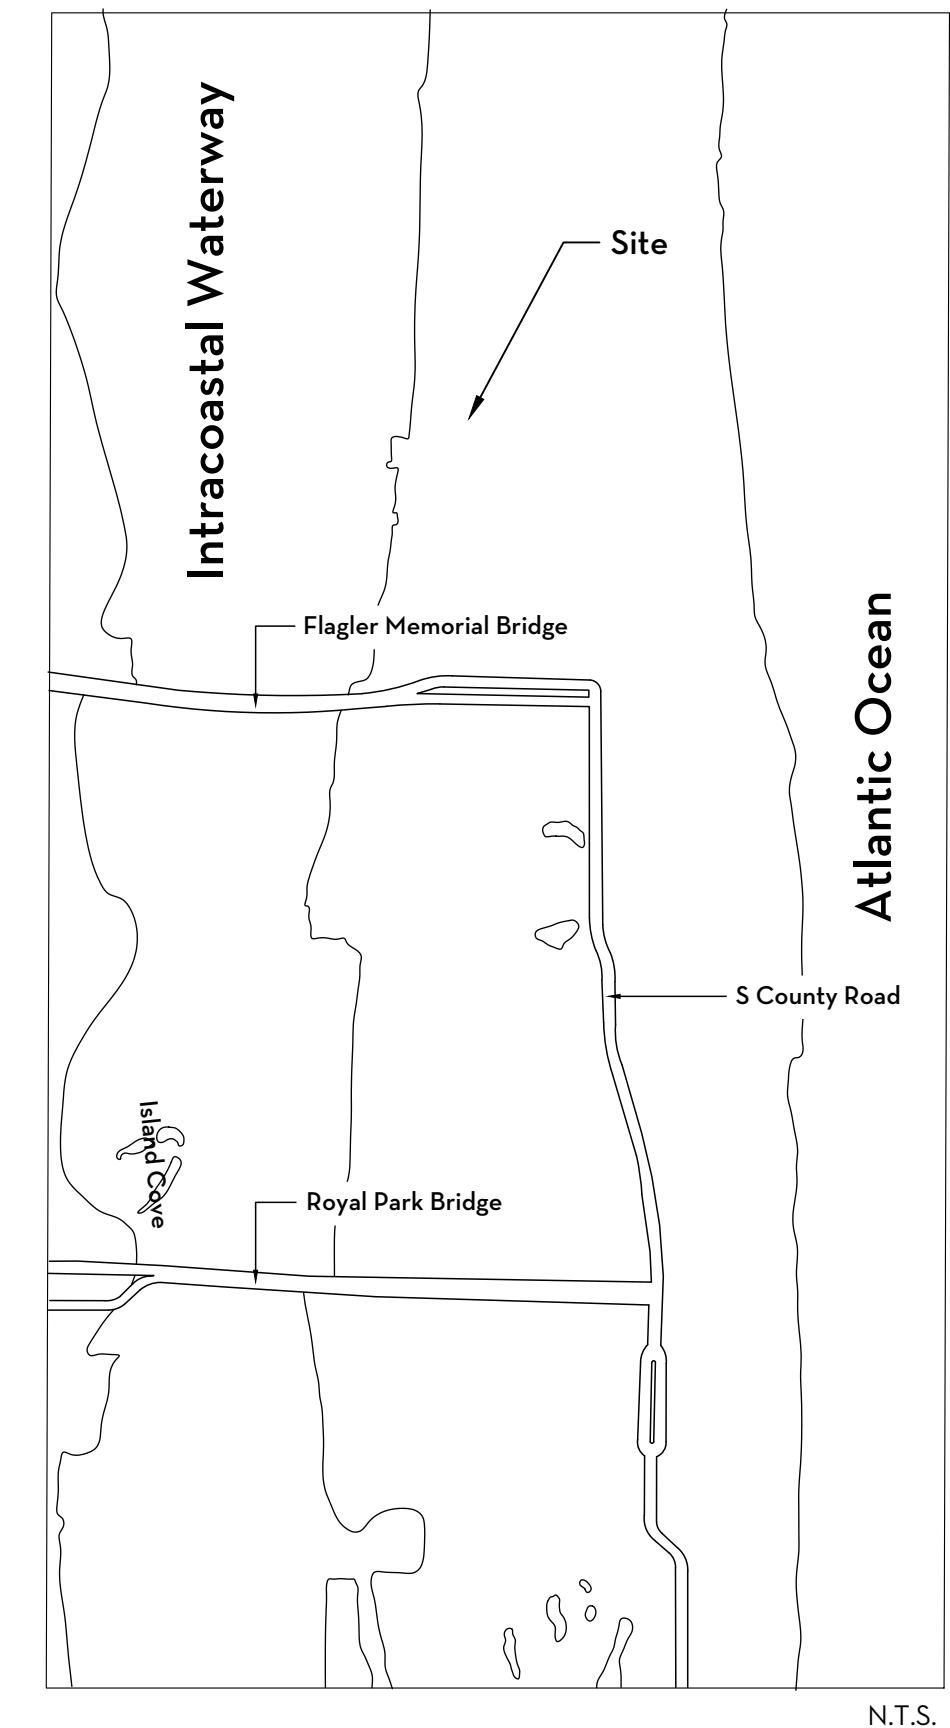 Intracoastal Waterway
Site
Flagler Memorial Bridge
Atlantic Ocean
S County Road
Island Cove
Royal Park Bridge
N.T.S.